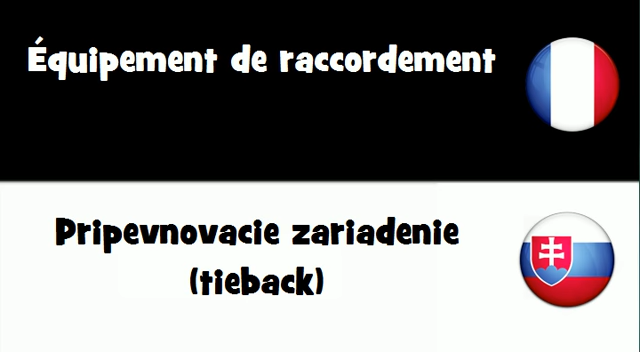 Équipement de raccordement
Pripevnovacie zariadenie
(tieback)